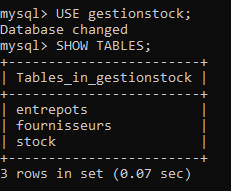 mysql> USE gestionstock;
Database changed
mysql> SHOW TABLES;
+------------------------+
| Tables_in_gestionstock |
+------------------------+
| entrepots              |
| fournisseurs           |
| stock                  |
+------------------------+
3 rows in set (0.07 sec)